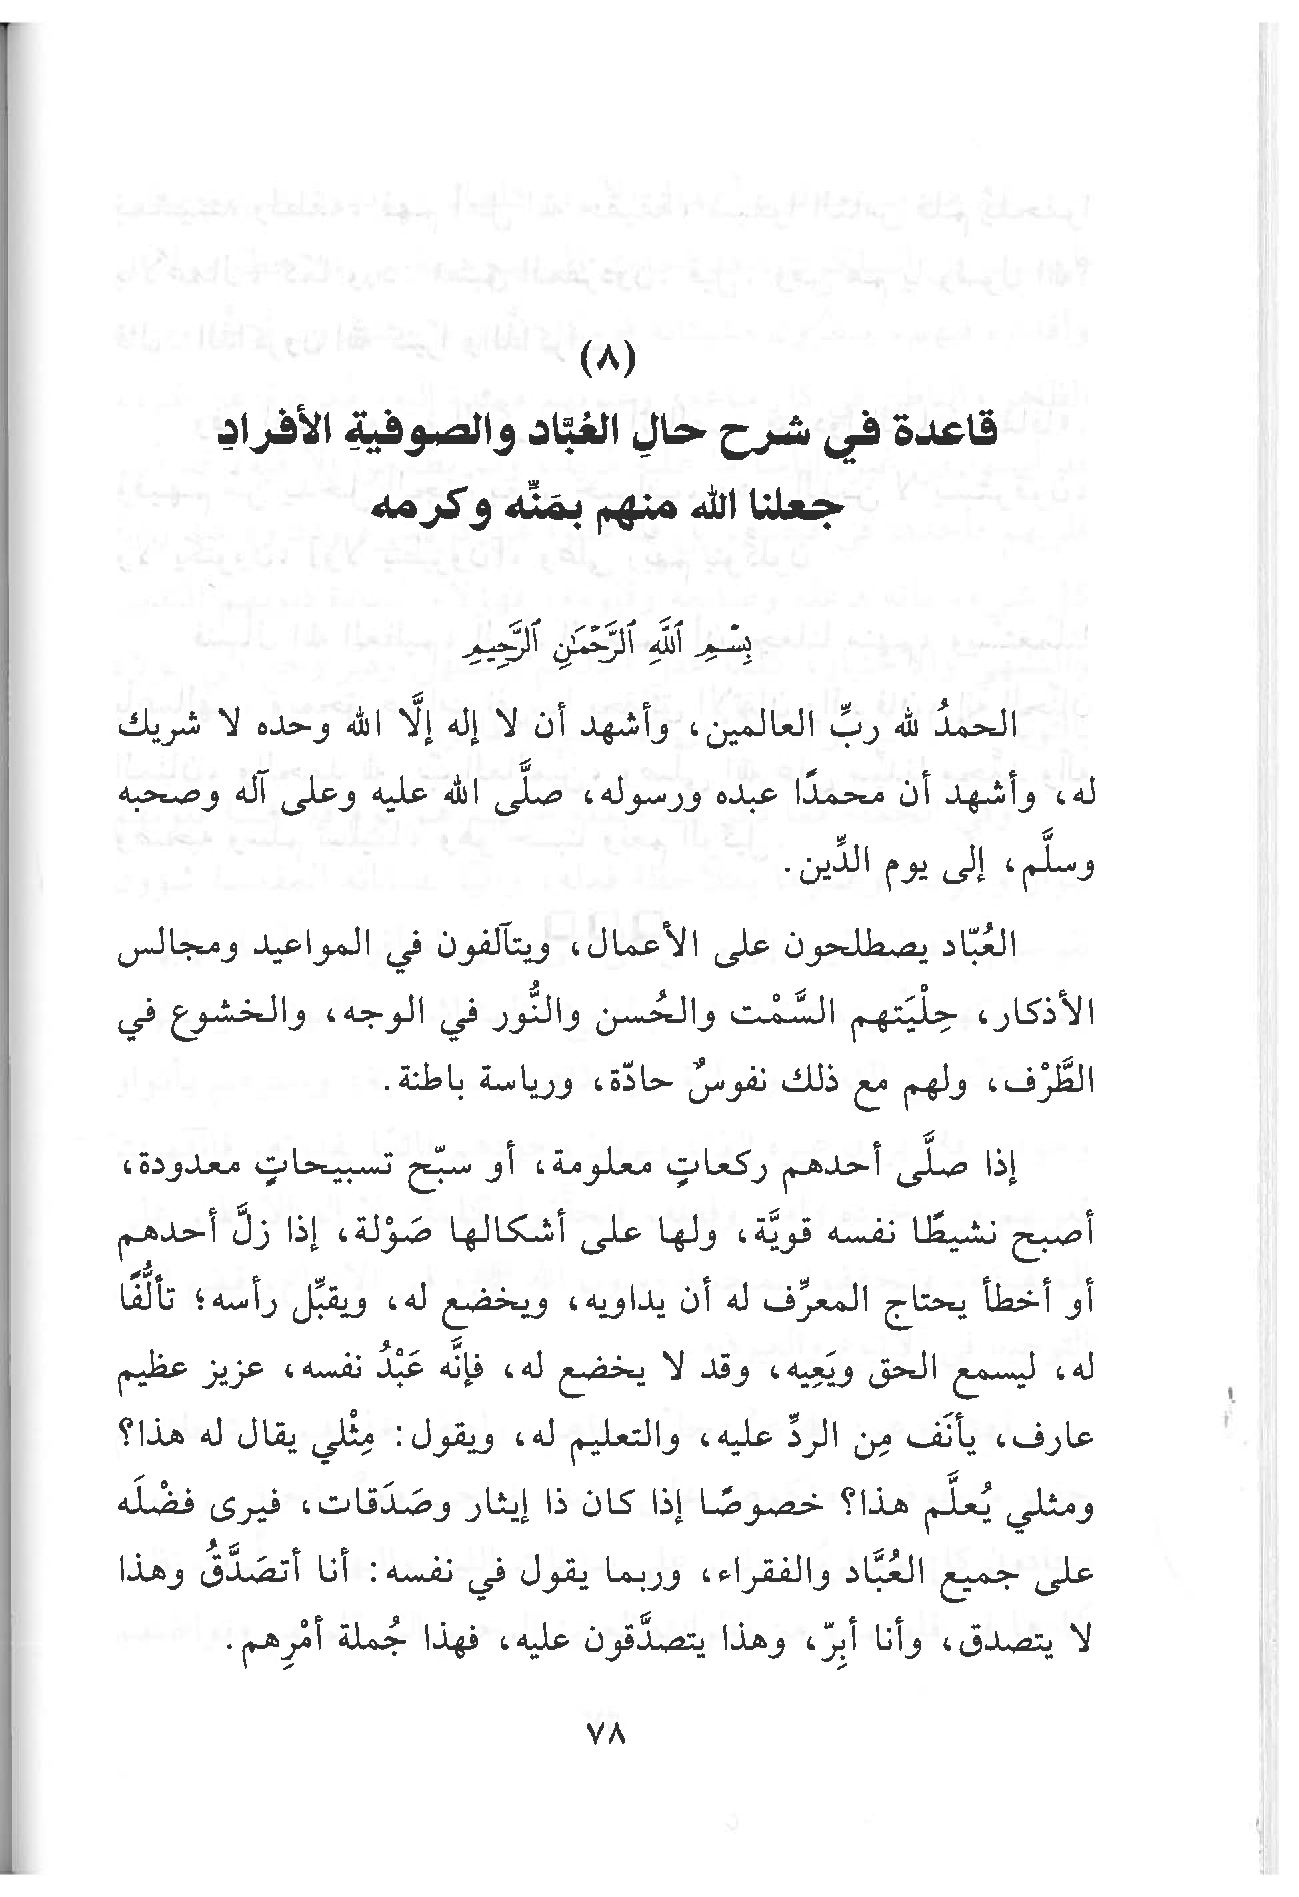 (٨)
قاعدة في شرح حالِ العُبَّاد والصوفيةِ الأفرادِ
جعلنا الله منهم بمَنِّه وكرمه
بِسْمِ ٱللَّهِ ٱلرَّحْمَٰنِ ٱلرَّحِيمِ
الحمدُ لله ربِّ العالمين، وأشهد أن لا إله إلَّا الله وحده لا شريك
له، وأشهد أن محمدًا عبده ورسوله، صلَّى الله عليه وعلى آله وصحبه
وسلَّم، إلى يوم الدِّين.
العُبّاد يصطلحون على الأعمال، ويتآلفون في المواعيد ومجالس
الأذكار، حِلْيَتهم السَّمْت والحُسن والنُّور في الوجه، والخشوع في
الطَّرْف، ولهم مع ذلك نفوسٌ حادّة، ورياسة باطنة.
إذا صلَّى أحدهم ركعاتٍ معلومة، أو سبّح تسبيحاتٍ معدودة،
أصبح نشيطًا نفسه قويَّة، ولها على أشكالها صَوْلة، إذا زلَّ أحدهم
أو أخطأ يحتاج المعرِّف له أن يداويه، ويخضع له، ويقبِّل رأسه؛ تألُّفًا
له، ليسمع الحق ويَعِيه، وقد لا يخضع له، فإنَّه عَبْدُ نفسه، عزيز عظيم
عارف، يأنَف مِن الردِّ عليه، والتعليم له، ويقول: مِثْلي يقال له هذا؟
ومثلي يُعلَّم هذا؟ خصوصًا إذا كان ذا إيثار وصَدَقات، فيرى فضْلَه
على جميع العُبَّاد والفقراء، وربما يقول في نفسه: أنا أتصَدَّقُ وهذا
لا يتصدق، وأنا أبِرّ، وهذا يتصدَّقون عليه، فهذا جُملة أمْرِهم.
٧٨